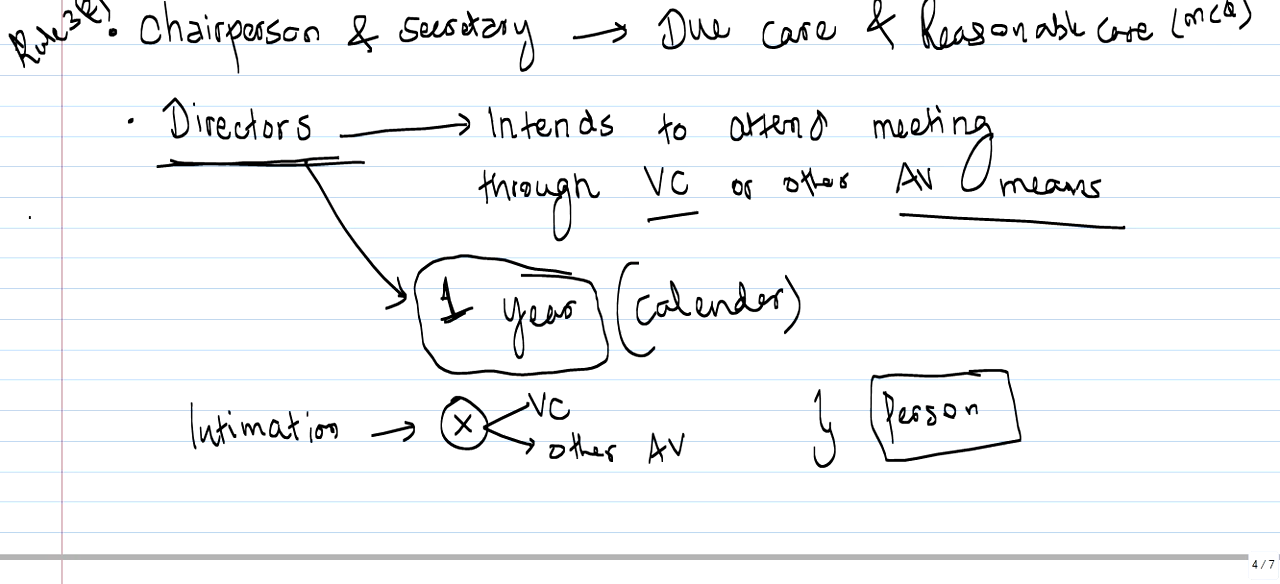 Rule 3(2)
• Chairperson & Secretary → Due care & Reasonable care (MCQ)
• Directors → Intends to attend meeting
through VC or other AV means
1 year (Calender)
Intimation → X VC
other AV
} Person
4 / 7